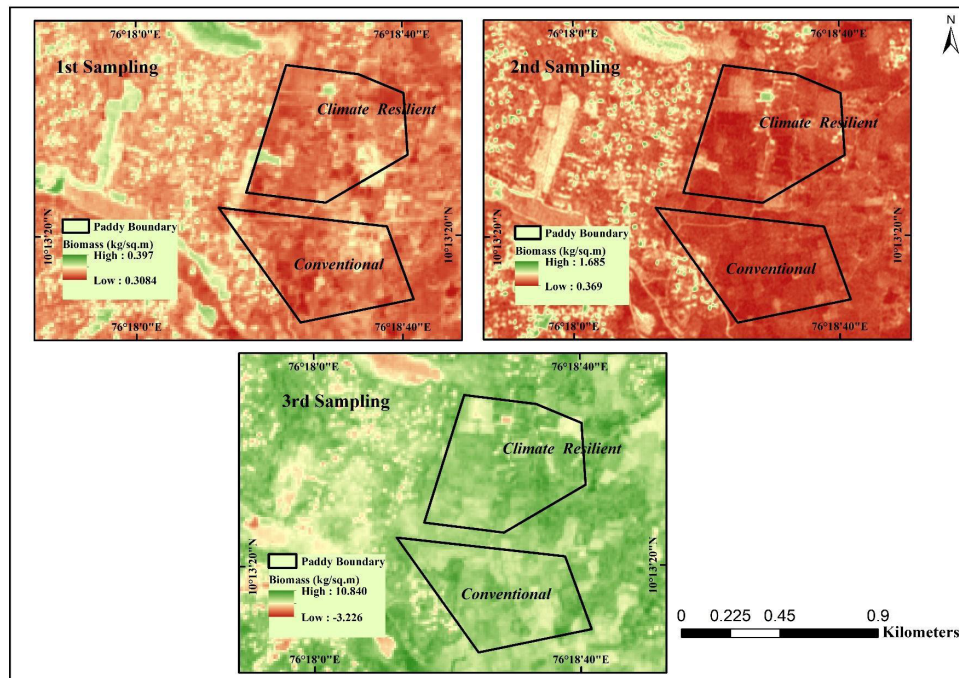 N
76°18'0"E
76°18'40"E
1st Sampling
Climate Resilient
Conventional
10°13'20"N
10°13'20"N
Paddy Boundary
Biomass (kg/sq.m)
High : 0.397
Low : 0.3084
76°18'0"E
76°18'40"E
76°18'0"E
76°18'40"E
2nd Sampling
Climate Resilient
Conventional
10°13'20"N
10°13'20"N
Paddy Boundary
Biomass (kg/sq.m)
High : 1.685
Low : 0.369
76°18'0"E
76°18'40"E
76°18'0"E
76°18'40"E
3rd Sampling
Climate Resilient
Conventional
10°13'20"N
10°13'20"N
Paddy Boundary
Biomass (kg/sq.m)
High : 10.840
Low : -3.226
76°18'0"E
76°18'40"E
0 0.225 0.45 0.9
Kilometers